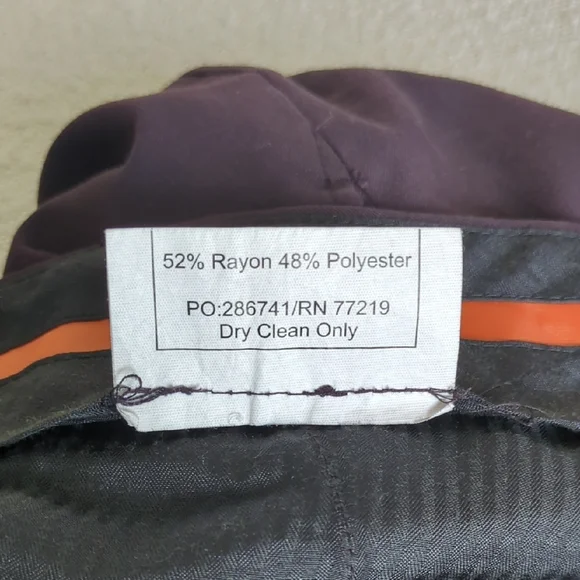 52% Rayon 48% Polyester
PO:286741/RN 77219
Dry Clean Only